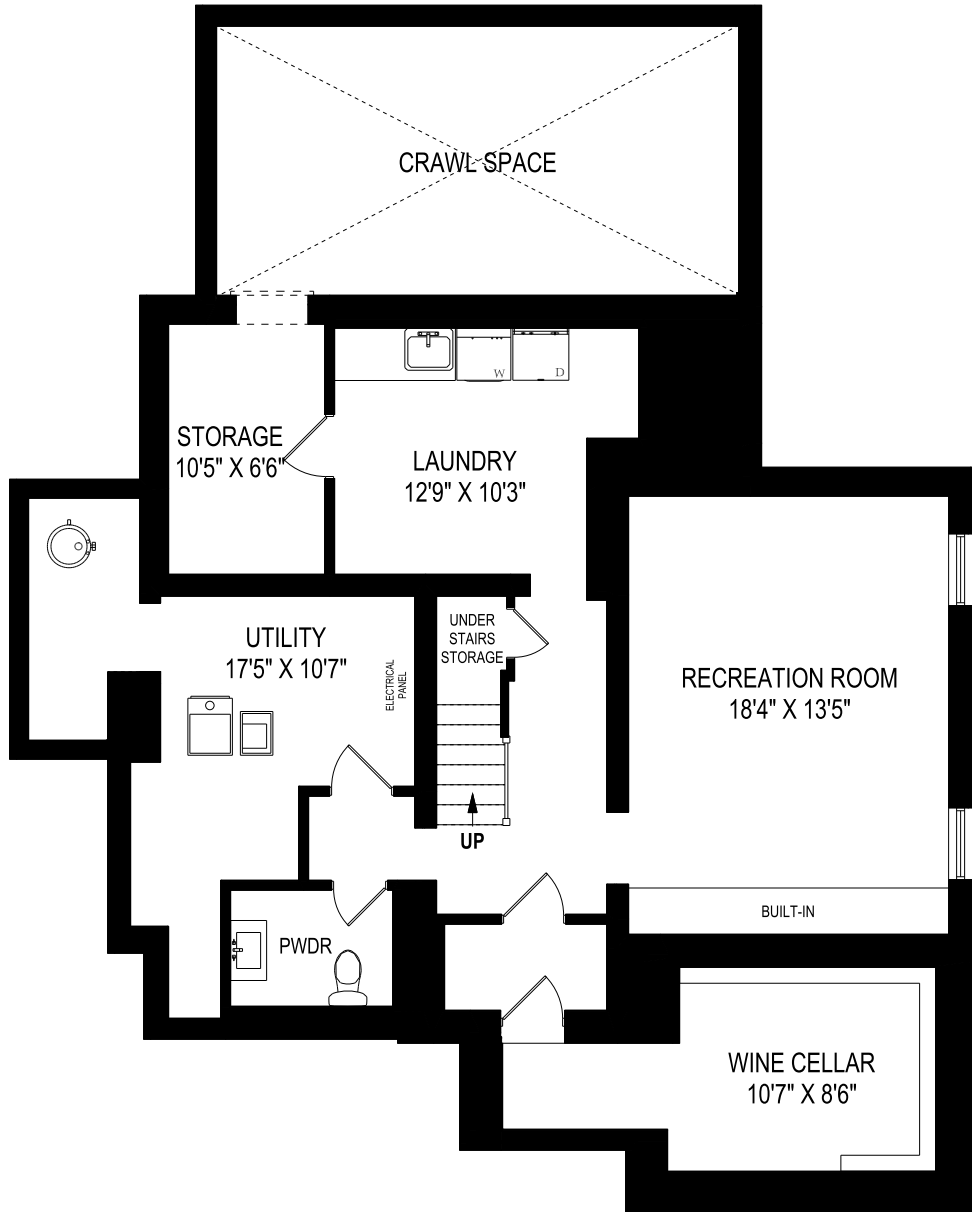 CRAWL SPACE
W
D
STORAGE
10'5" X 6'6"
LAUNDRY
12'9" X 10'3"
UNDER
STAIRS
STORAGE
UTILITY
17'5" X 10'7"
ELECTRICAL
PANEL
RECREATION ROOM
18'4" X 13'5"
UP
BUILT-IN
PWDR
WINE CELLAR
10'7" X 8'6"